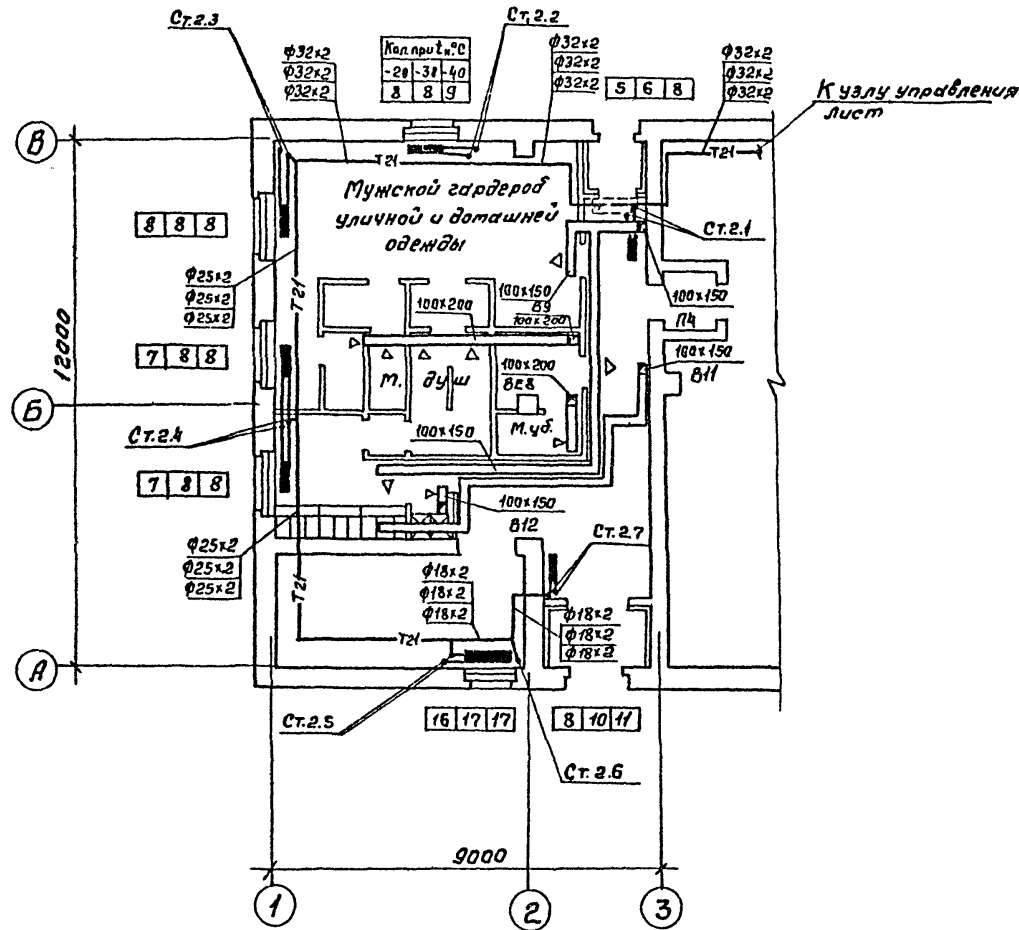 Ст.2.3
Ст.2.2
ф32х2
ф32х2
ф32х2
Кол.при tн.°С
-20 -30 -40
8 8 9
ф32х2
ф32х2
ф32х2
5 6 8
ф32х2
ф32х2
ф32х2
К узлу управления
лист
В
Т21
Т21
Мужской гардероб
уличной и домашней
одежды
Ст.2.1
8 8 8
ф25х2
ф25х2
ф25х2
Т21
100х200
100х150
В9
100х200
100х150
П4
12000
7 8 8
М. душ
100х200
ВЕ8
100х150
В11
Б
Ст.2.4
М.уб.
100х150
7 8 8
100х150
В12
ф25х2
ф25х2
ф25х2
Т21
Ст.2.7
ф18х2
ф18х2
ф18х2
ф18х2
ф18х2
ф18х2
Т21
А
Ст.2.5
16 17 17
8 10 11
Ст.2.6
9000
1
2
3